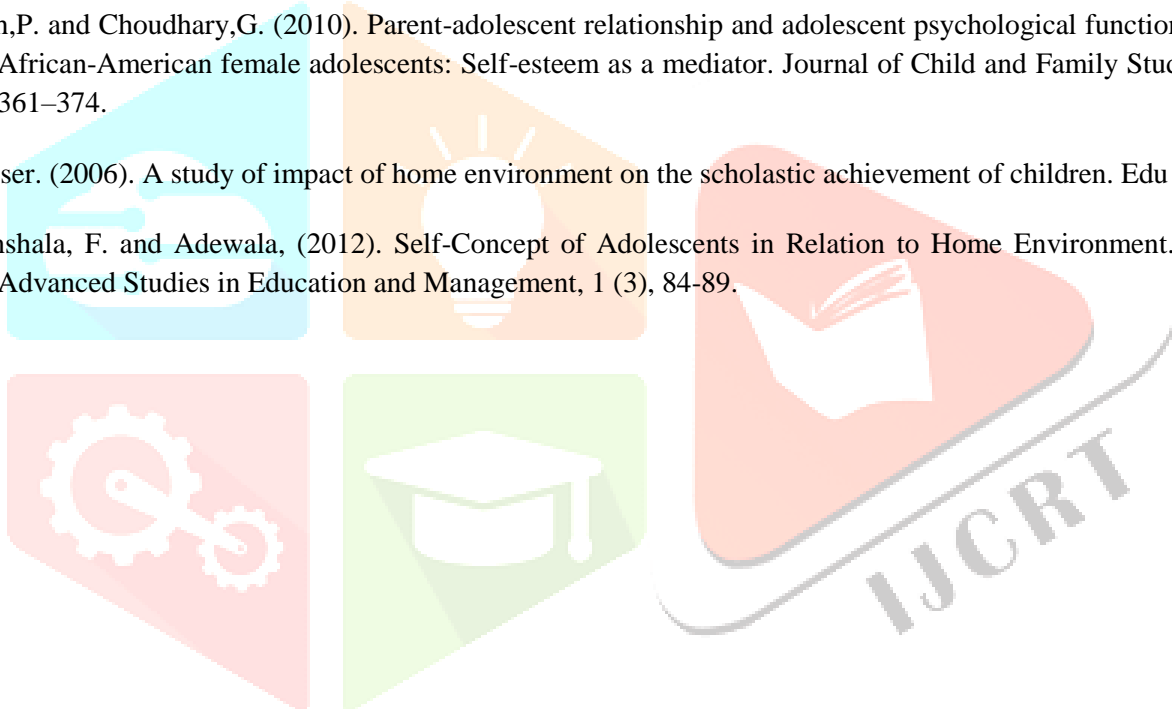 n,P. and Choudhary,G. (2010). Parent-adolescent relationship and adolescent psychological function
African-American female adolescents: Self-esteem as a mediator. Journal of Child and Family Stud
361–374.
ser. (2006). A study of impact of home environment on the scholastic achievement of children. Edu
nshala, F. and Adewala, (2012). Self-Concept of Adolescents in Relation to Home Environment.
Advanced Studies in Education and Management, 1 (3), 84-89.
IJCRT